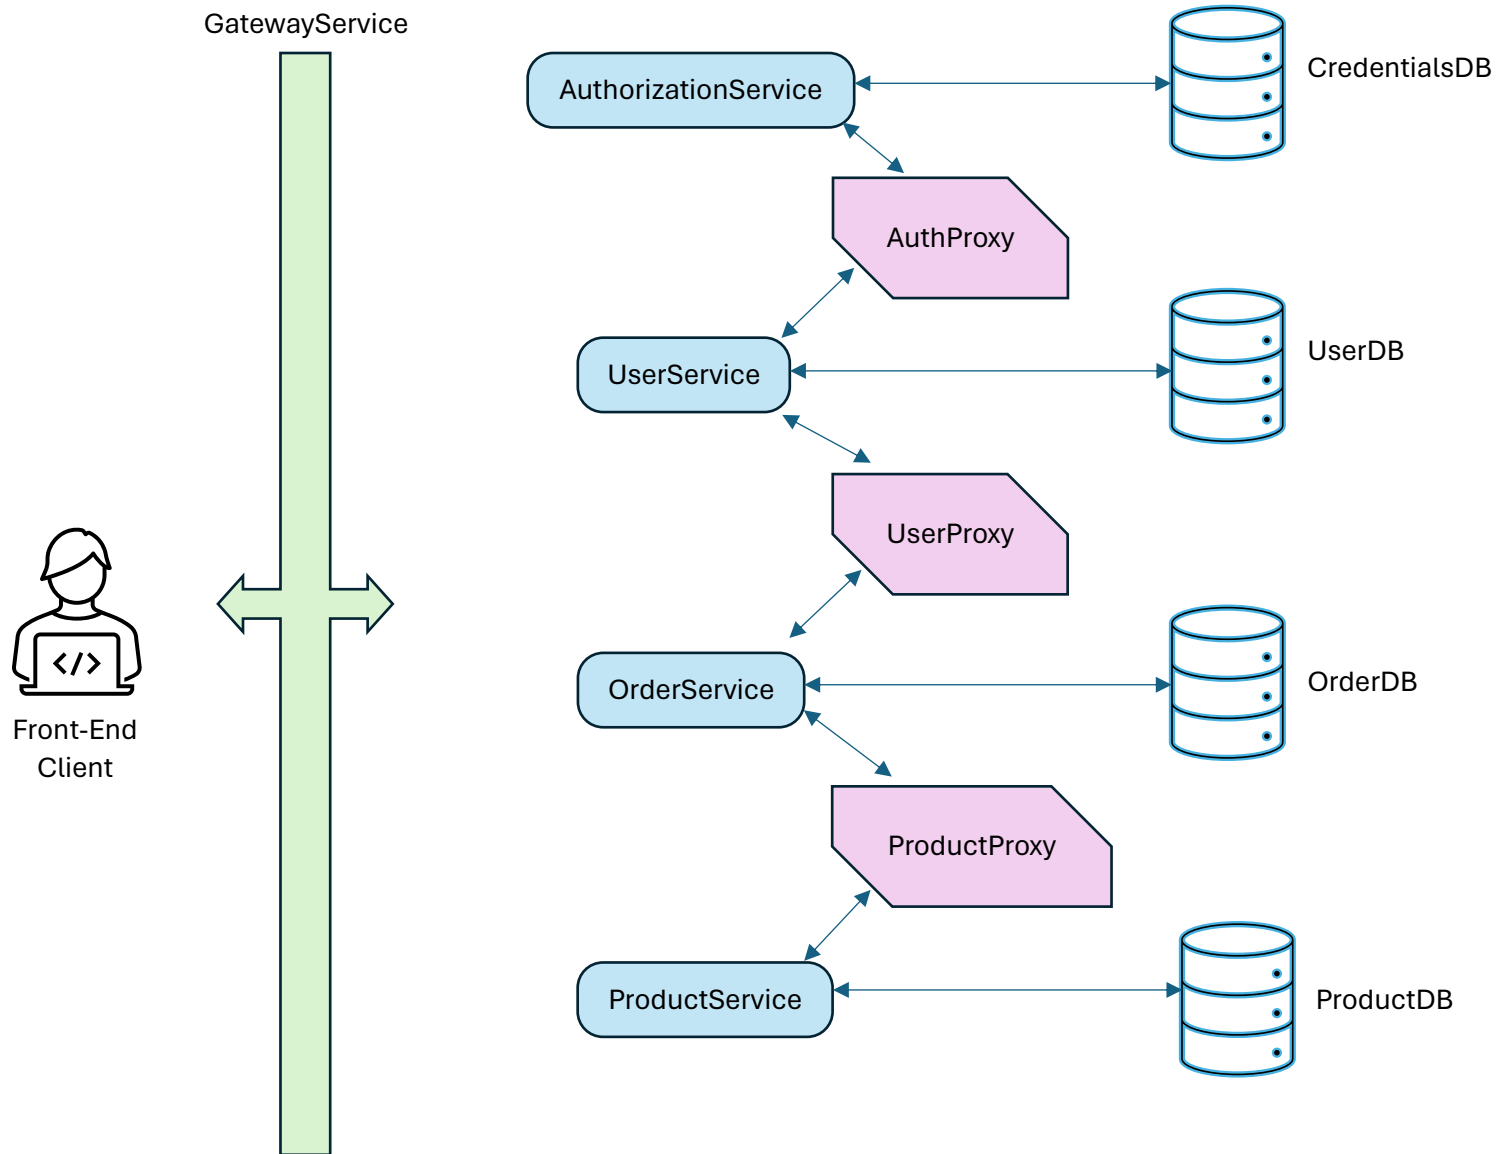 GatewayService
AuthorizationService
CredentialsDB
AuthProxy
UserService
UserDB
UserProxy
</>
Front-End
Client
OrderService
OrderDB
ProductProxy
ProductService
ProductDB